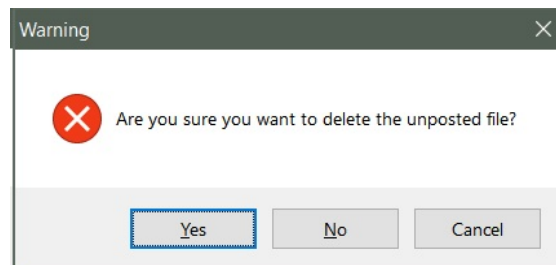 Warning
Are you sure you want to delete the unposted file?
Yes
No
Cancel